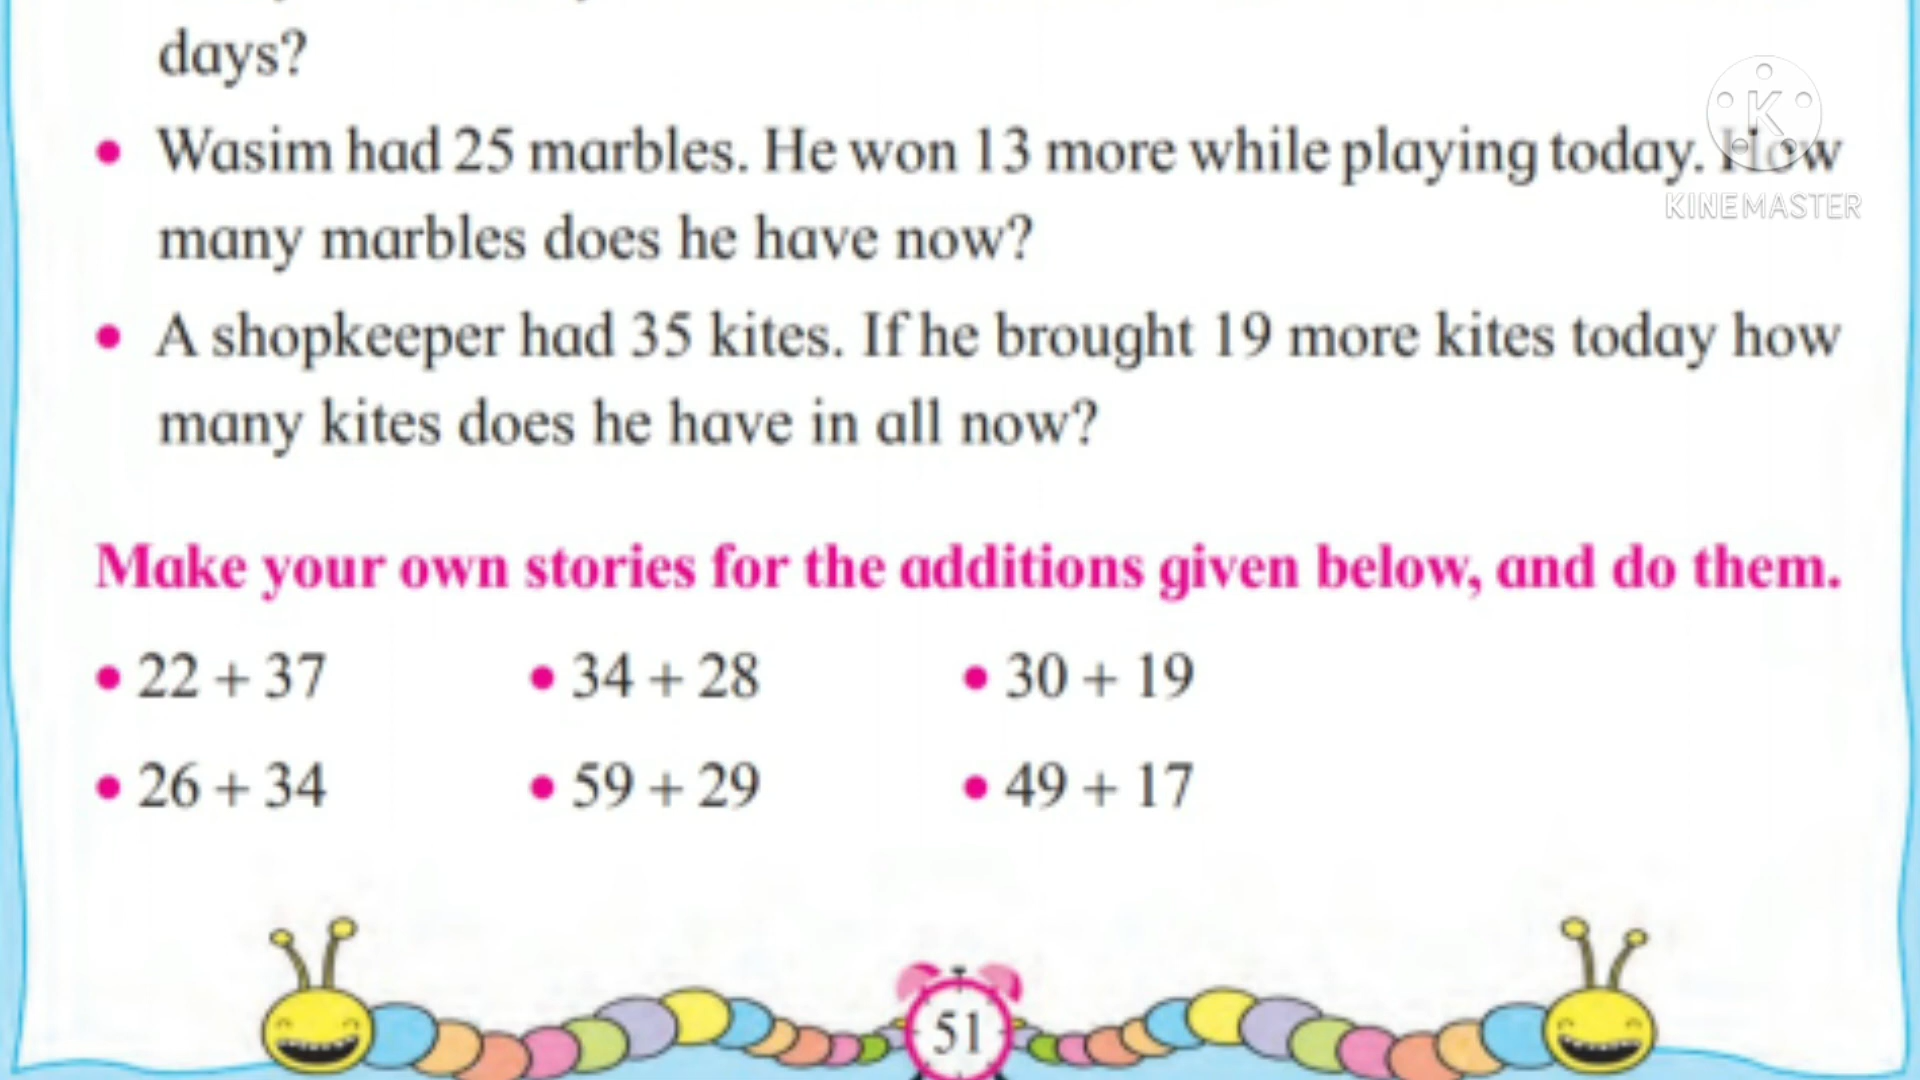 days?
• Wasim had 25 marbles. He won 13 more while playing today. How
many marbles does he have now?
• A shopkeeper had 35 kites. If he brought 19 more kites today how
many kites does he have in all now?
Make your own stories for the additions given below, and do them.
• 22 + 37 • 34 + 28 • 30 + 19
• 26 + 34 • 59 + 29 • 49 + 17
51
K
KINEMASTER